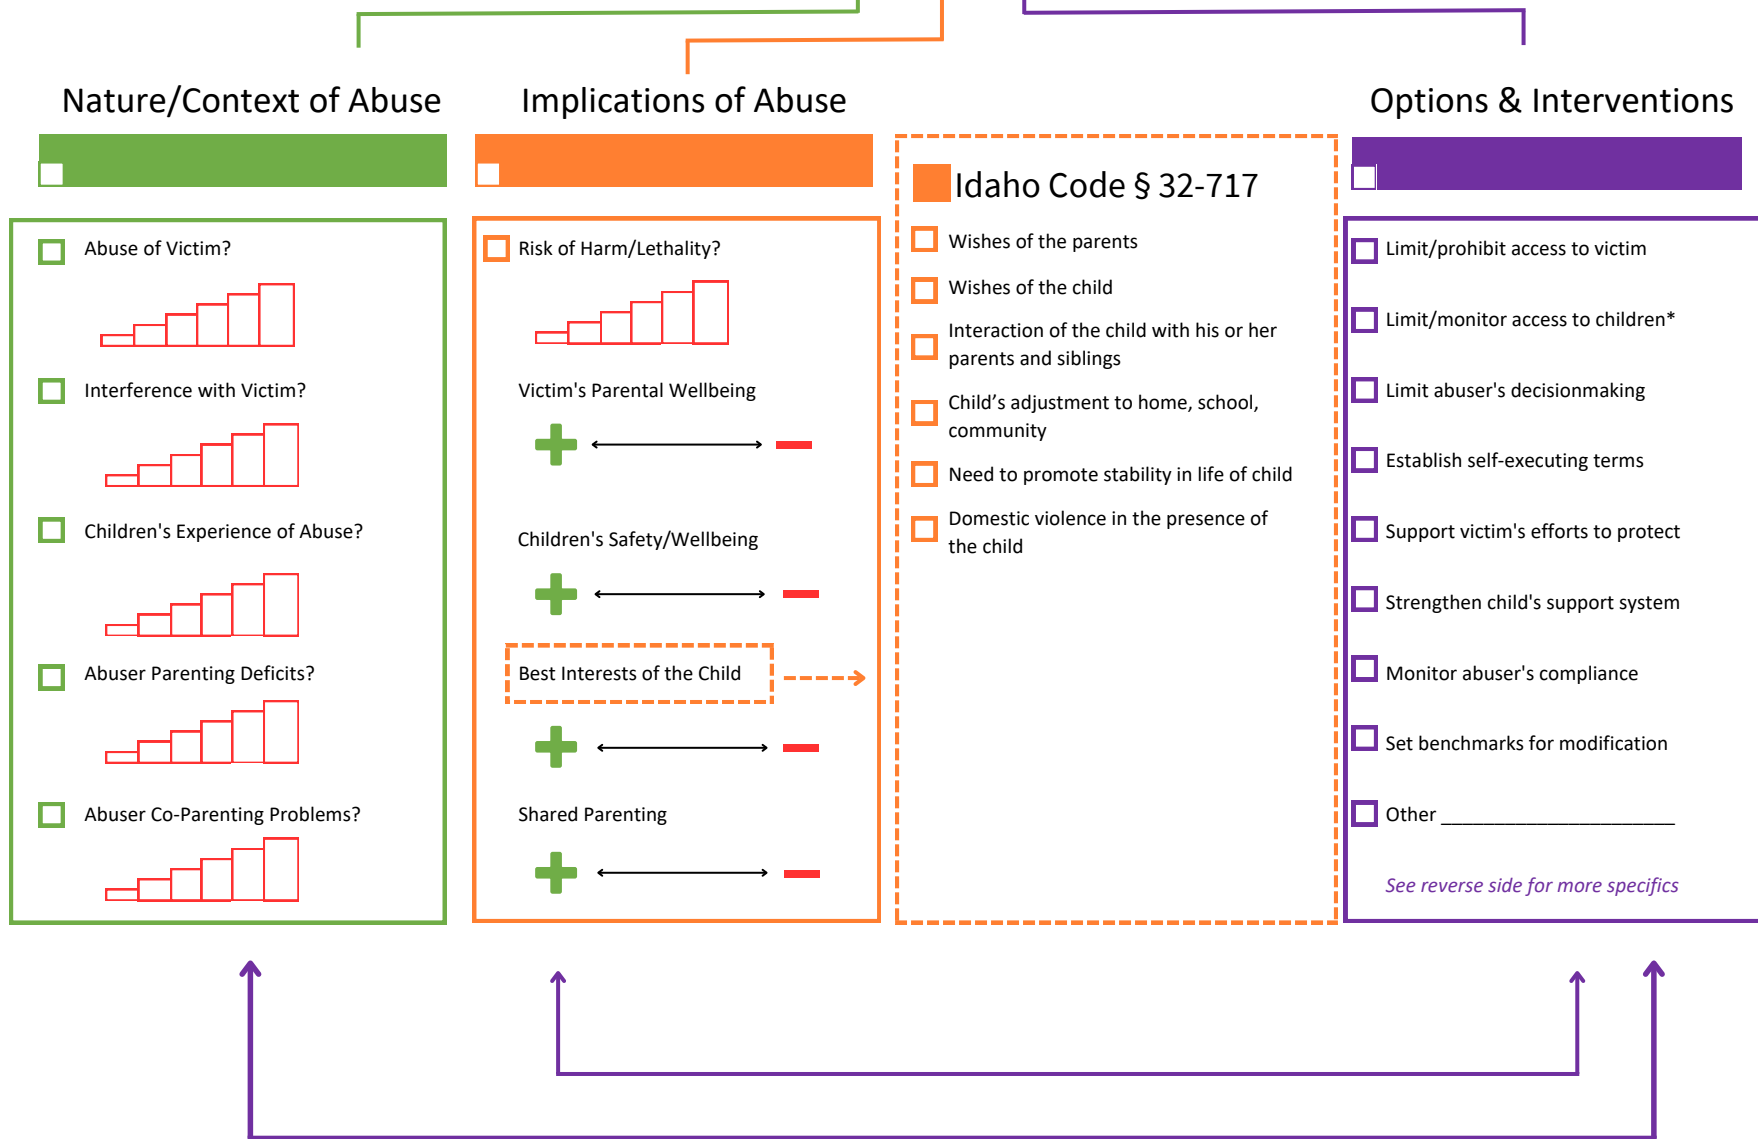 Nature/Context of Abuse
Abuse of Victim?
Interference with Victim?
Children's Experience of Abuse?
Abuser Parenting Deficits?
Abuser Co-Parenting Problems?
Implications of Abuse
Risk of Harm/Lethality?
Victim's Parental Wellbeing
Children's Safety/Wellbeing
Best Interests of the Child
Shared Parenting
Idaho Code § 32-717
Wishes of the parents
Wishes of the child
Interaction of the child with his or her
parents and siblings
Child’s adjustment to home, school,
community
Need to promote stability in life of child
Domestic violence in the presence of
the child
Options & Interventions
Limit/prohibit access to victim
Limit/monitor access to children*
Limit abuser's decisionmaking
Establish self-executing terms
Support victim's efforts to protect
Strengthen child's support system
Monitor abuser's compliance
Set benchmarks for modification
Other ______________________
See reverse side for more specifics